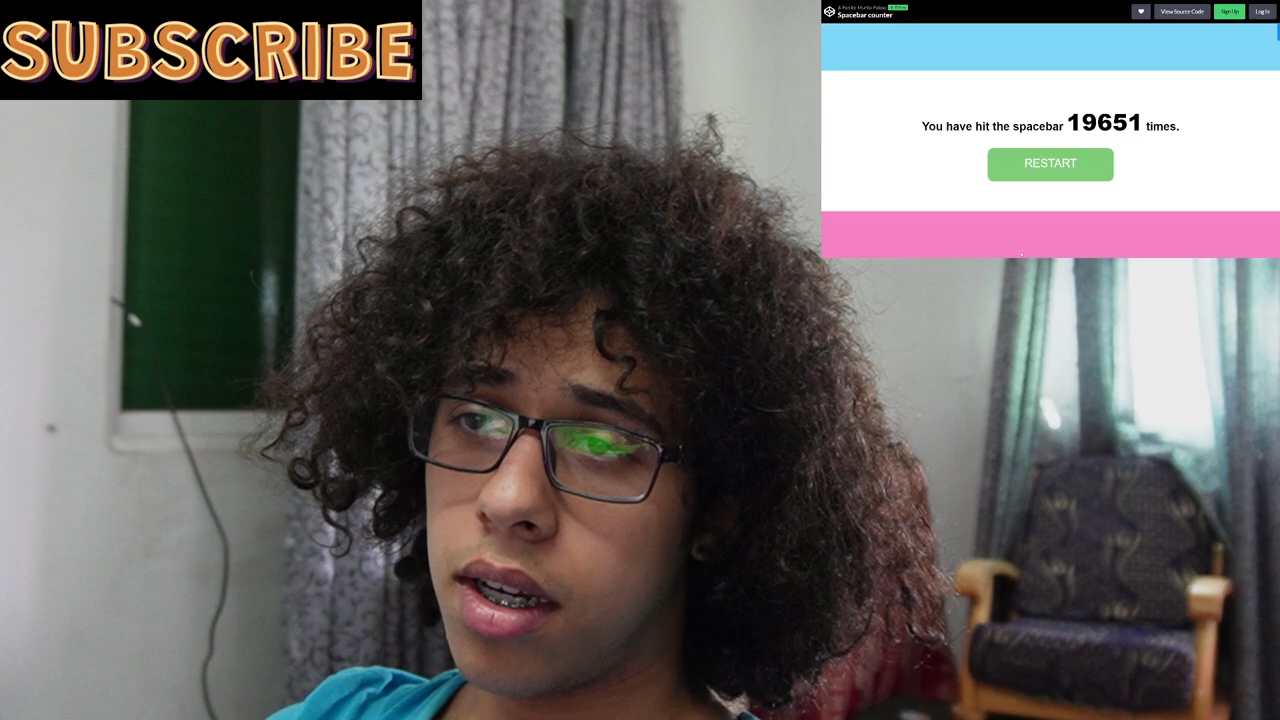 SUBSCRIBE
Spacebar counter
View Source Code
Sign Up
Log In
You have hit the spacebar 19651 times.
RESTART